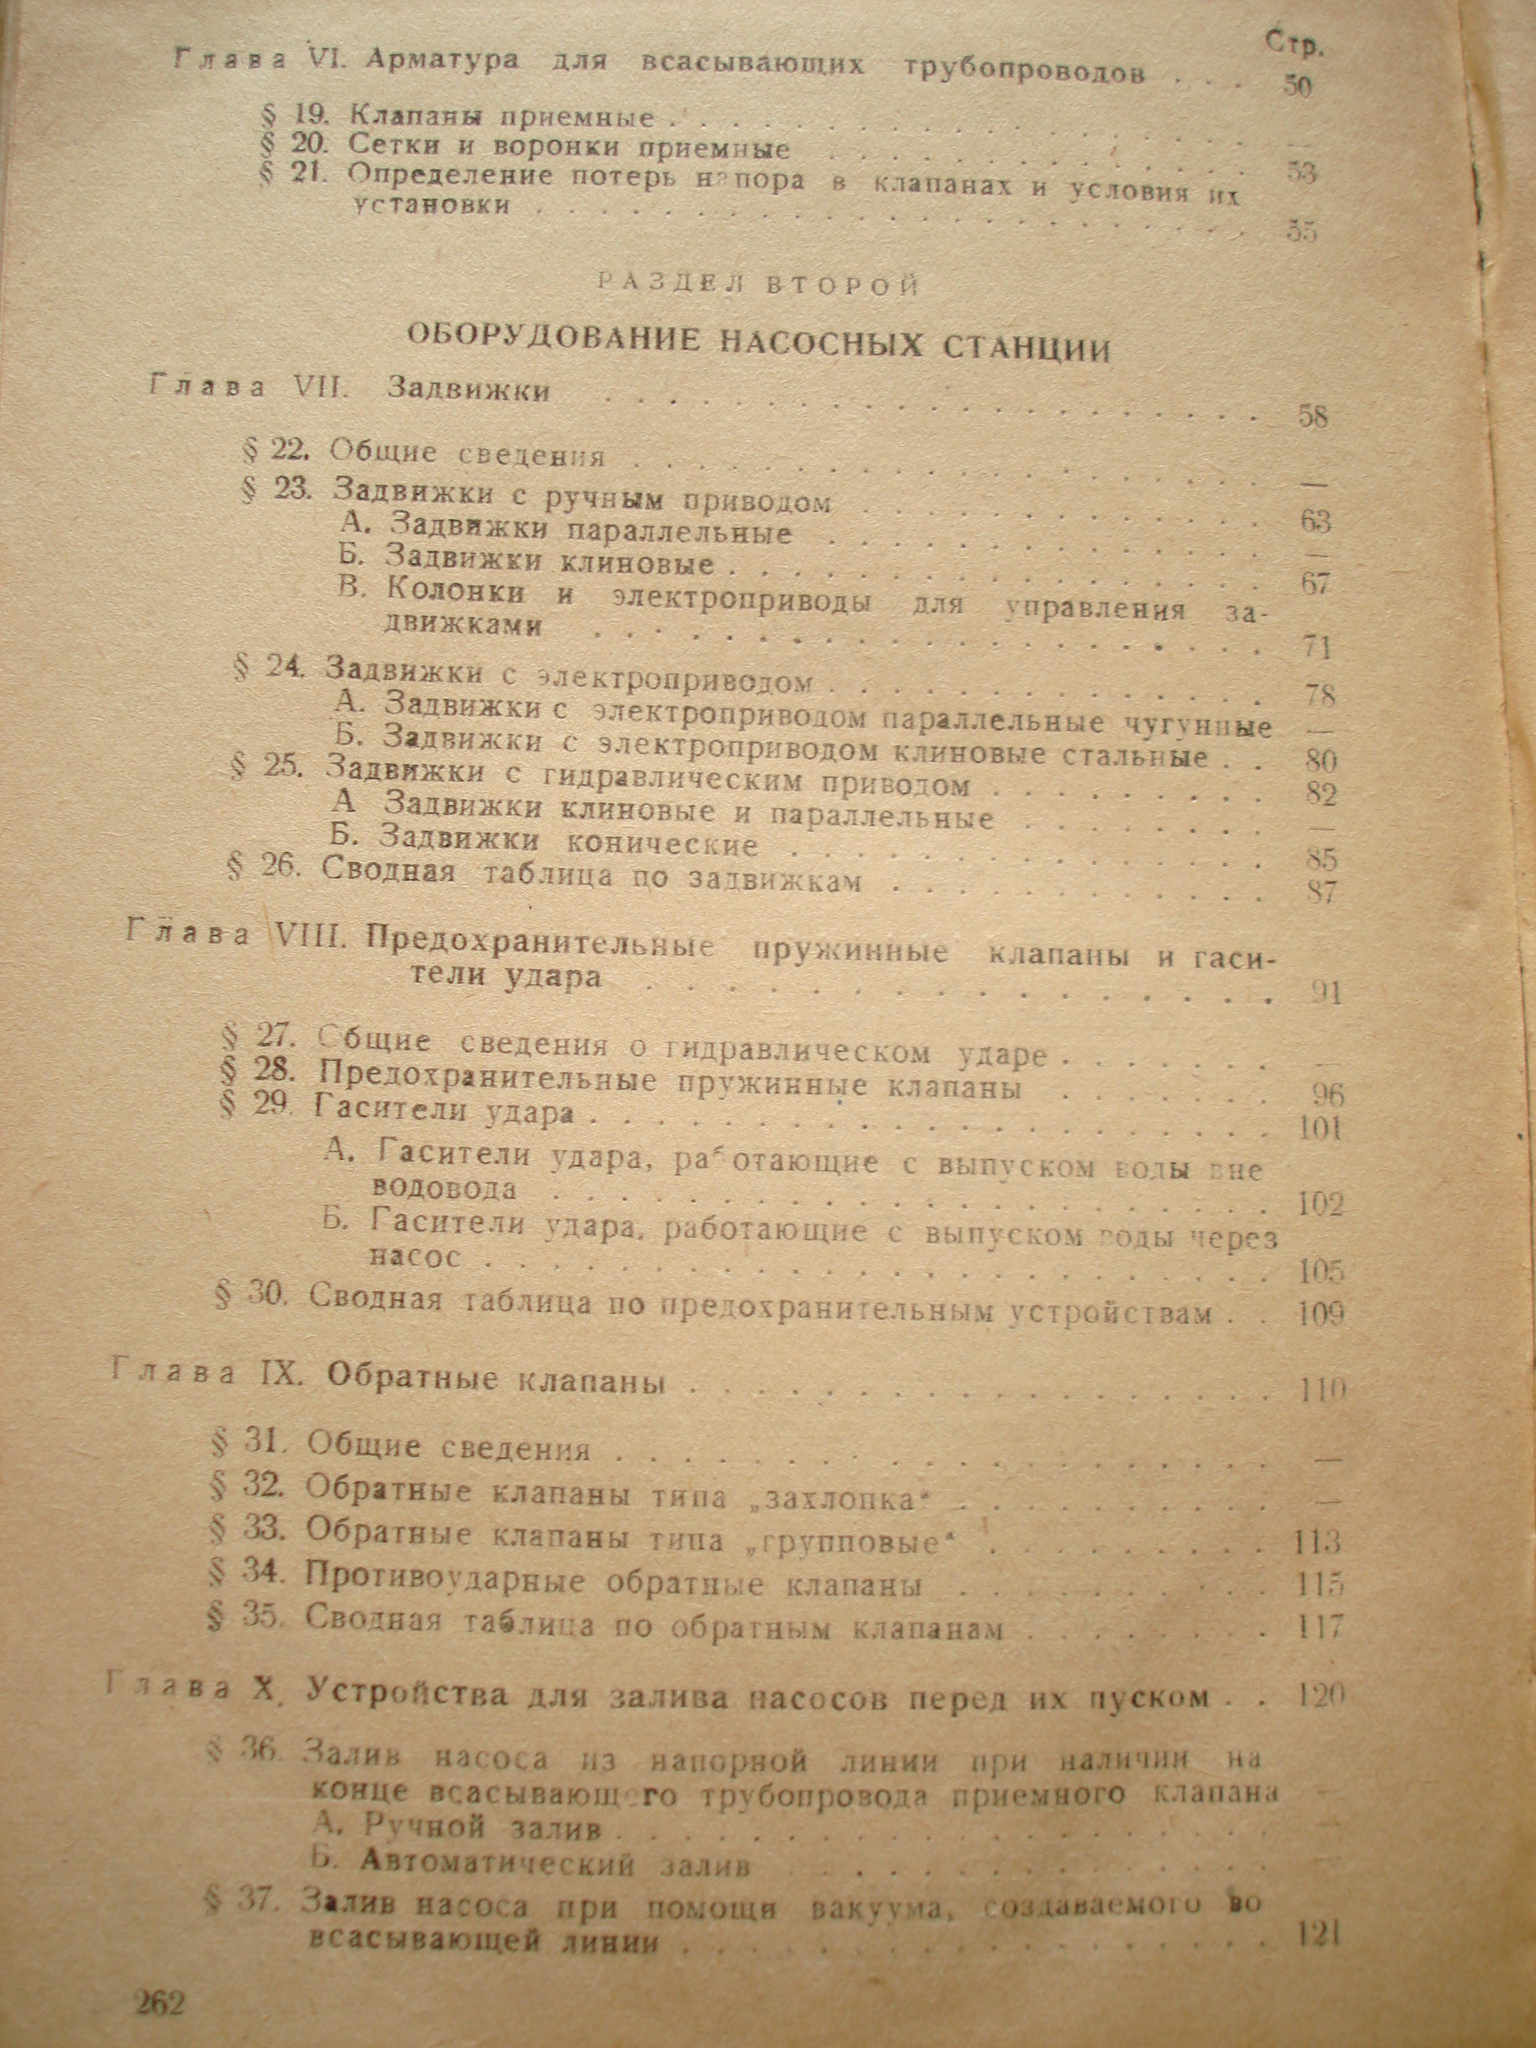 Стр.
Глава VI. Арматура для всасывающих трубопроводов . . . 50
§ 19. Клапаны приемные . . . . . . . . . . . . . . . . . —
§ 20. Сетки и воронки приемные . . . . . . . . . . . . . 53
§ 21. Определение потерь напора в клапанах и условия их
установки . . . . . . . . . . . . . . . . . . . . . . 55
РАЗДЕЛ ВТОРОЙ
ОБОРУДОВАНИЕ НАСОСНЫХ СТАНЦИИ
Глава VII. Задвижки . . . . . . . . . . . . . . . . . . 58
§ 22. Общие сведения . . . . . . . . . . . . . . . . . . —
§ 23. Задвижки с ручным приводом . . . . . . . . . . . . 63
А. Задвижки параллельные . . . . . . . . . . . . . . —
Б. Задвижки клиновые . . . . . . . . . . . . . . . . 67
В. Колонки и электроприводы для управления за-
движками . . . . . . . . . . . . . . . . . . . . . 71
§ 24. Задвижки с электроприводом . . . . . . . . . . . . 78
А. Задвижки с электроприводом параллельные чугунные —
Б. Задвижки с электроприводом клиновые стальные . . 80
§ 25. Задвижки с гидравлическим приводом . . . . . . . . 82
А Задвижки клиновые и параллельные . . . . . . . . —
Б. Задвижки конические . . . . . . . . . . . . . . . 85
§ 26. Сводная таблица по задвижкам . . . . . . . . . . . 87
Глава VIII. Предохранительные пружинные клапаны и гаси-
тели удара . . . . . . . . . . . . . . . . . . 91
§ 27. Общие сведения о гидравлическом ударе . . . . . . . —
§ 28. Предохранительные пружинные клапаны . . . . . . . 96
§ 29. Гасители удара . . . . . . . . . . . . . . . . . . 101
А. Гасители удара, работающие с выпуском воды вне
водовода . . . . . . . . . . . . . . . . . . . . . 102
Б. Гасители удара, работающие с выпуском воды через
насос . . . . . . . . . . . . . . . . . . . . . . . 105
§ 30. Сводная таблица по предохранительным устройствам . . 109
Глава IX. Обратные клапаны . . . . . . . . . . . . . . . 110
§ 31. Общие сведения . . . . . . . . . . . . . . . . . . —
§ 32. Обратные клапаны типа „захлопка“ . . . . . . . . . —
§ 33. Обратные клапаны типа „групповые“ . . . . . . . . 113
§ 34. Противоударные обратные клапаны . . . . . . . . . 115
§ 35. Сводная таблица по обратным клапанам . . . . . . . 117
Глава X. Устройства для залива насосов перед их пуском . . 120
§ 36. Залив насоса из напорной линии при наличии на
конце всасывающего трубопровода приемного клапана —
А. Ручной залив . . . . . . . . . . . . . . . . . . —
Б. Автоматический залив . . . . . . . . . . . . . . —
§ 37. Залив насоса при помощи вакуума, создаваемого во
всасывающей линии . . . . . . . . . . . . . . . . . 121
262